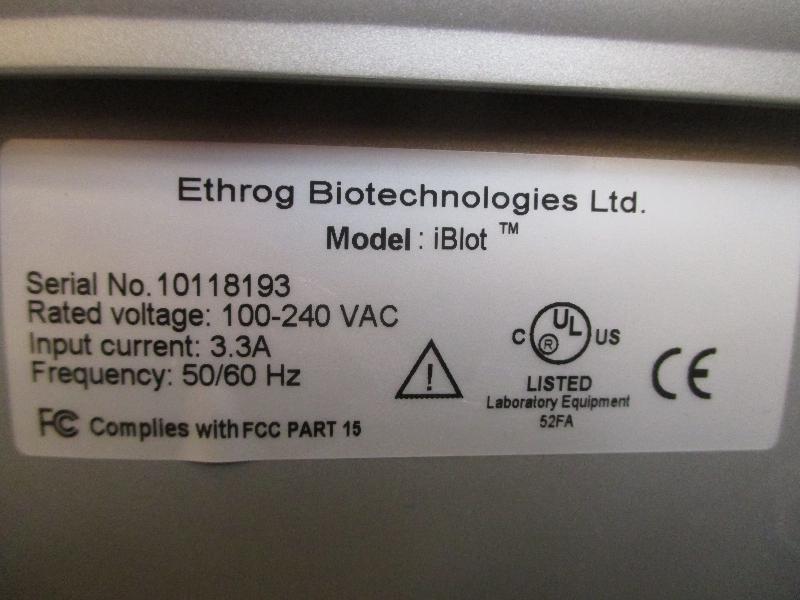 Ethrog Biotechnologies Ltd.
Model : iBlot ™
Serial No. 10118193
Rated voltage: 100-240 VAC
Input current: 3.3A
Frequency: 50/60 Hz
FC Complies with FCC PART 15
!
C UL ® US
LISTED
Laboratory Equipment
52FA
CE